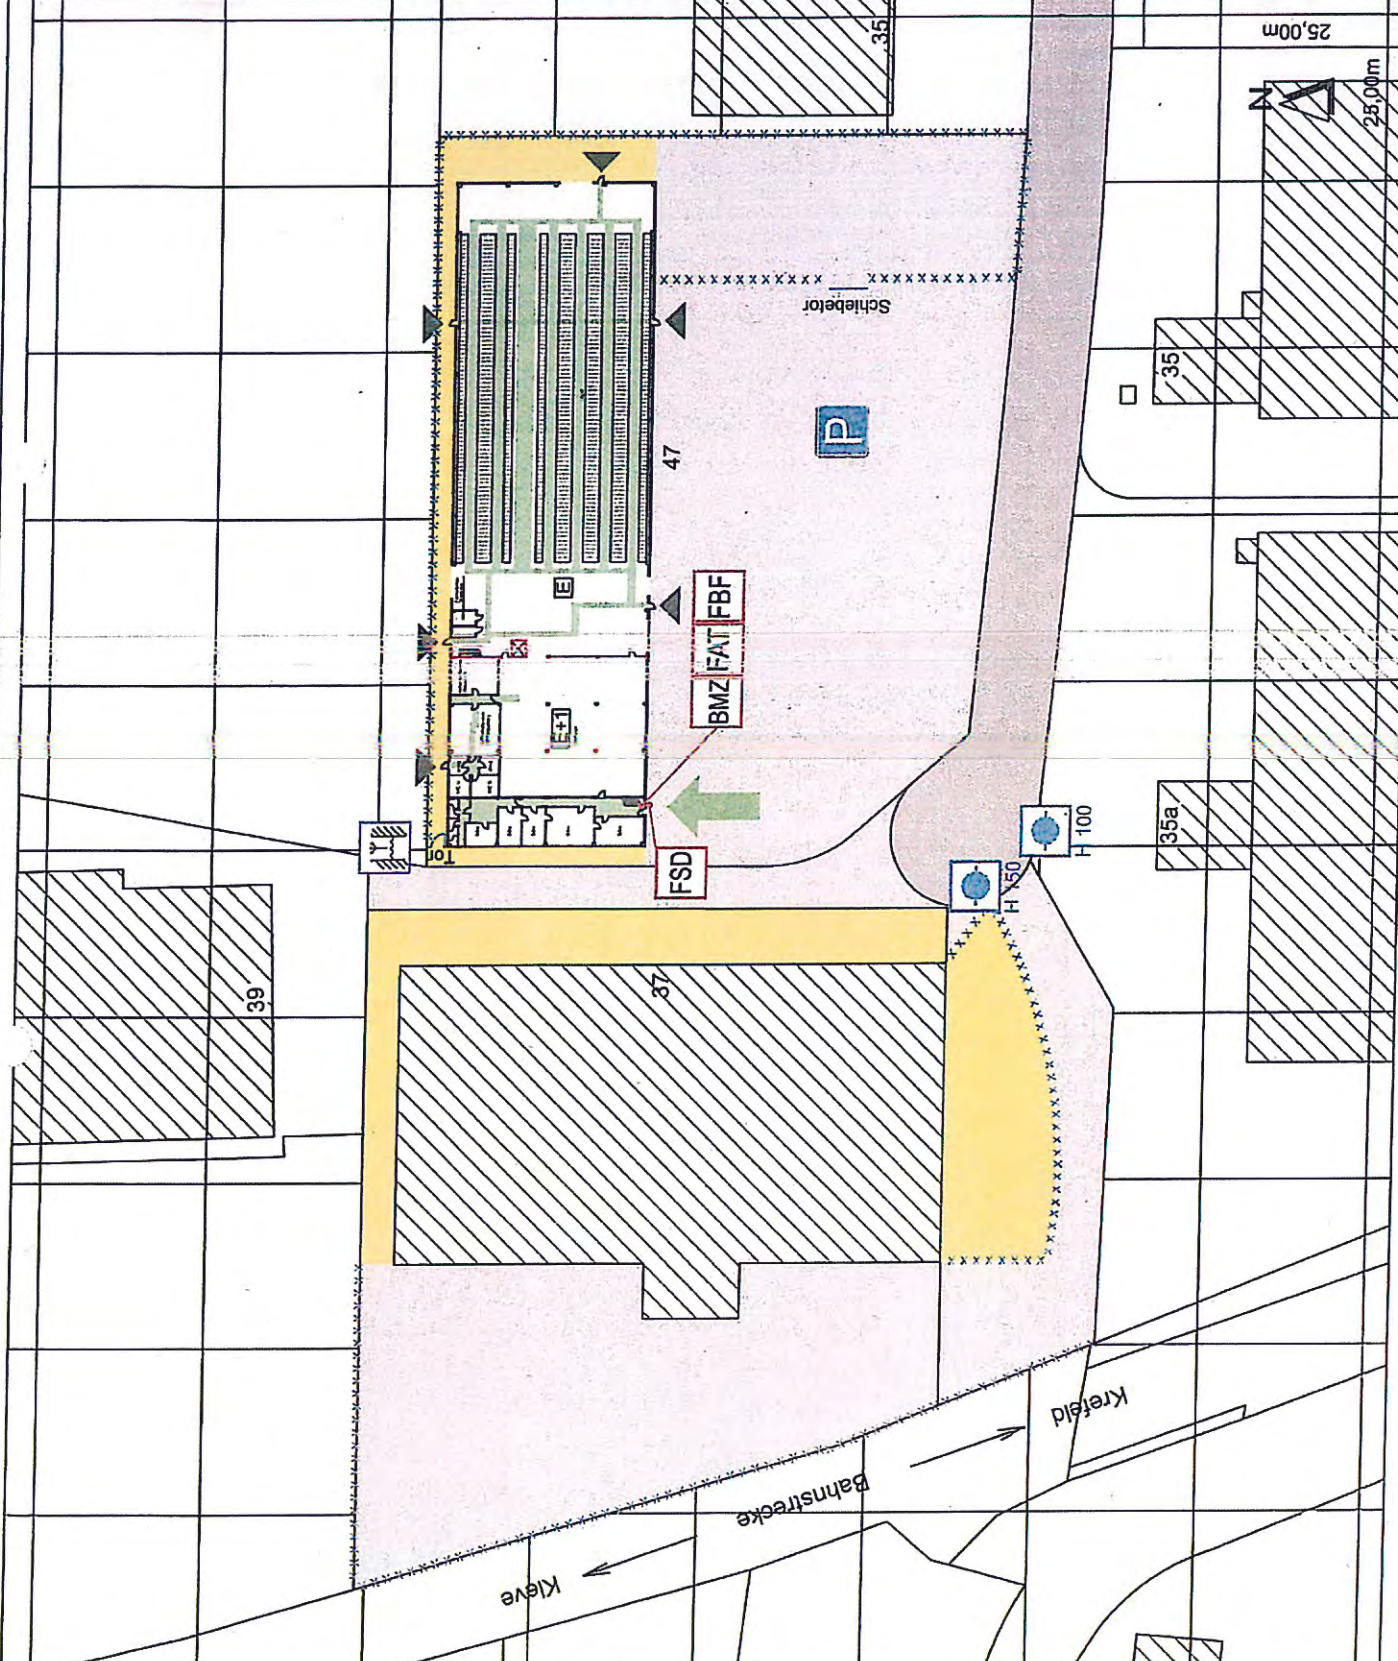 35
25,00m
N
25,00m
Schiebetor
P
35
47
E
BMZ FAT FBF
E+1
Tor
FSD
H 100
35a
H 150
37
39
Krefeld
Bahnstrecke
Kleve